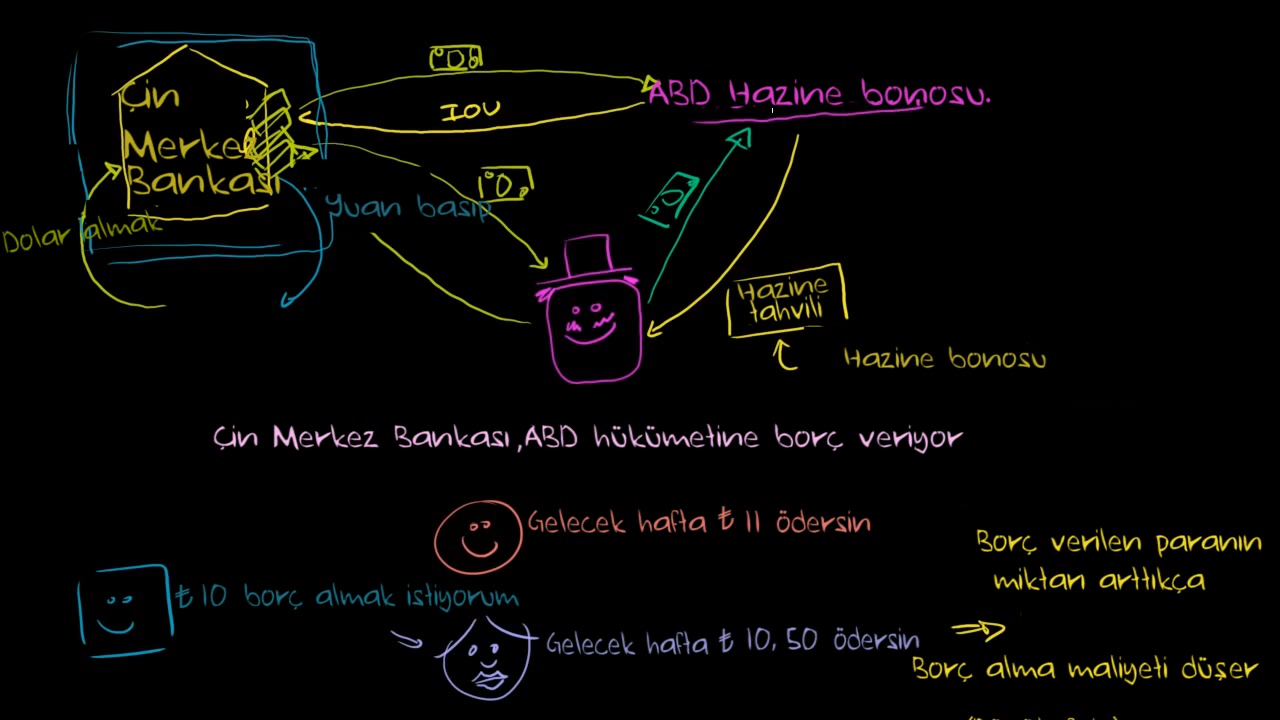 Çin
Merkez
Bankası
ABD Hazine bonosu.
IOU
Yuan basıp
Dolar almak
Hazine
tahvili
Hazine bonosu
Çin Merkez Bankası, ABD hükümetine borç veriyor
Gelecek hafta ₺ 11 ödersin
₺ 10 borç almak istiyorum
Gelecek hafta ₺ 10, 50 ödersin
Borç verilen paranın
miktarı arttıkça
Borç alma maliyeti düşer